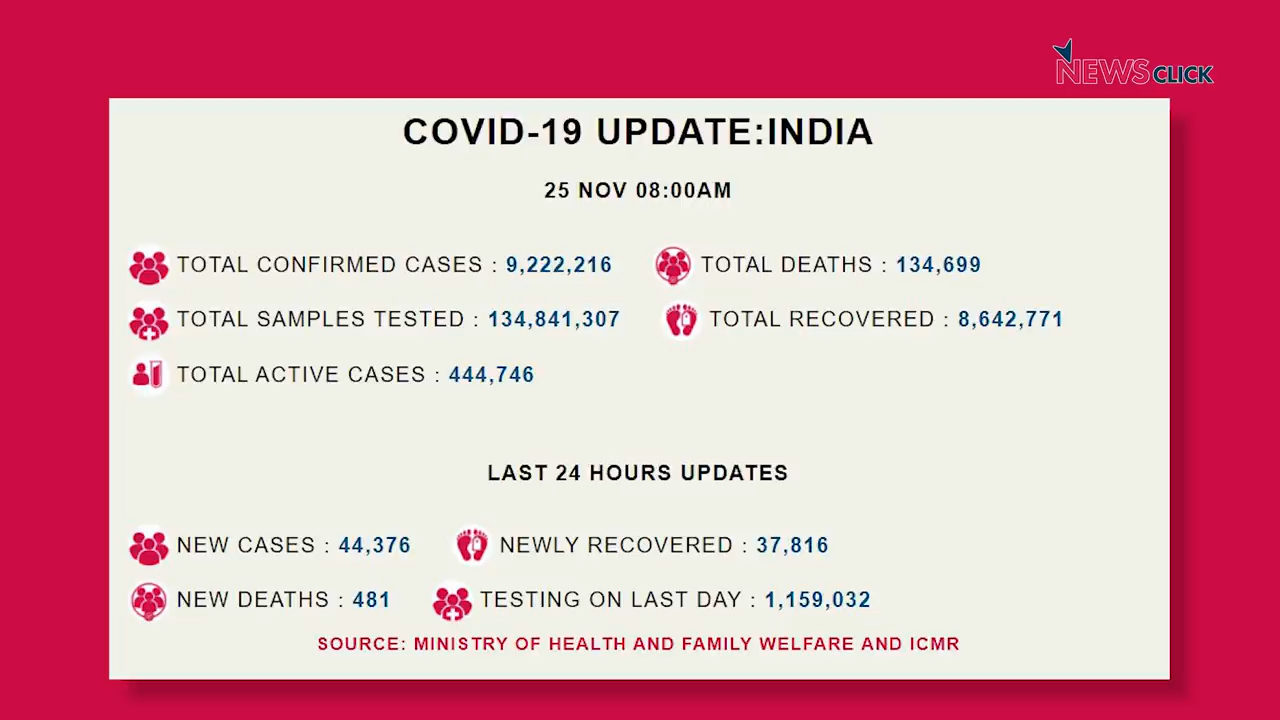 NEWSCLICK
COVID-19 UPDATE:INDIA
25 NOV 08:00AM
TOTAL CONFIRMED CASES : 9,222,216
TOTAL DEATHS : 134,699
TOTAL SAMPLES TESTED : 134,841,307
TOTAL RECOVERED : 8,642,771
TOTAL ACTIVE CASES : 444,746
LAST 24 HOURS UPDATES
NEW CASES : 44,376
NEWLY RECOVERED : 37,816
NEW DEATHS : 481
TESTING ON LAST DAY : 1,159,032
SOURCE: MINISTRY OF HEALTH AND FAMILY WELFARE AND ICMR